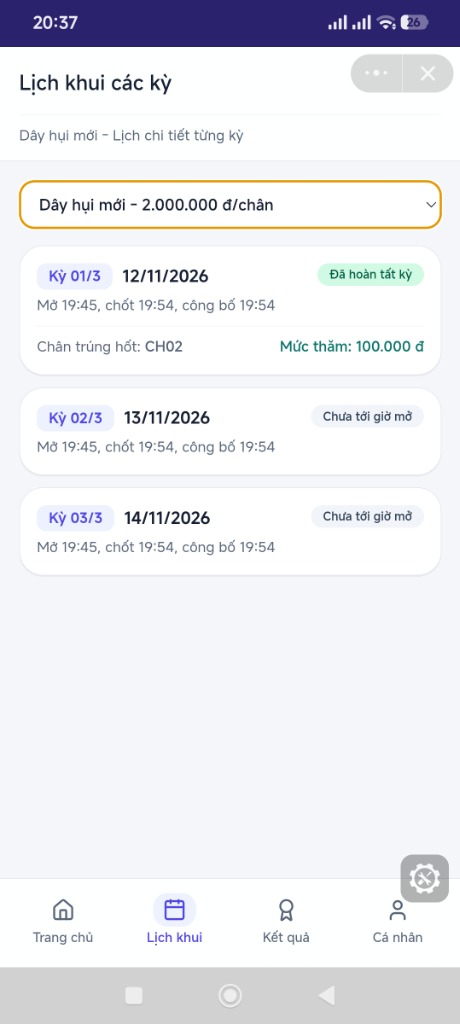 20:37
26
Lịch khui các kỳ
Dây hụi mới - Lịch chi tiết từng kỳ
Dây hụi mới - 2.000.000 đ/chân
Kỳ 01/3 12/11/2026 Đã hoàn tất kỳ
Mở 19:45, chốt 19:54, công bố 19:54
Chân trúng hốt: CH02 Mức thăm: 100.000 đ
Kỳ 02/3 13/11/2026 Chưa tới giờ mở
Mở 19:45, chốt 19:54, công bố 19:54
Kỳ 03/3 14/11/2026 Chưa tới giờ mở
Mở 19:45, chốt 19:54, công bố 19:54
Trang chủ Lịch khui Kết quả Cá nhân